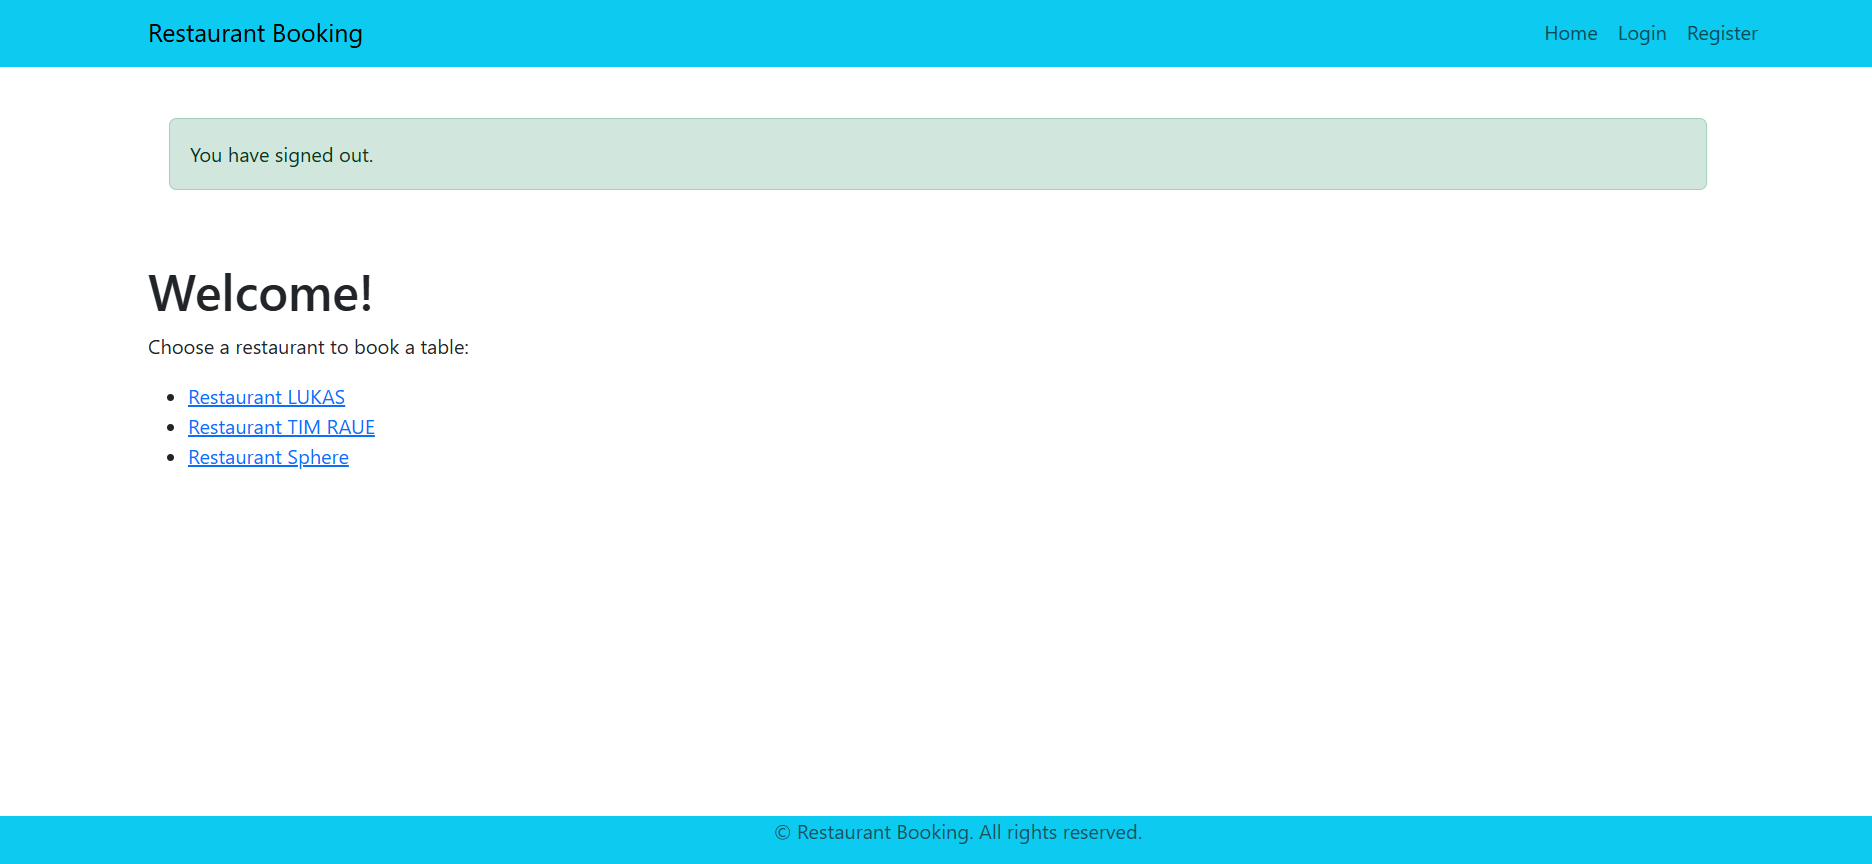 Restaurant Booking
Home Login Register
You have signed out.
Welcome!
Choose a restaurant to book a table:
Restaurant LUKAS
Restaurant TIM RAUE
Restaurant Sphere
© Restaurant Booking. All rights reserved.